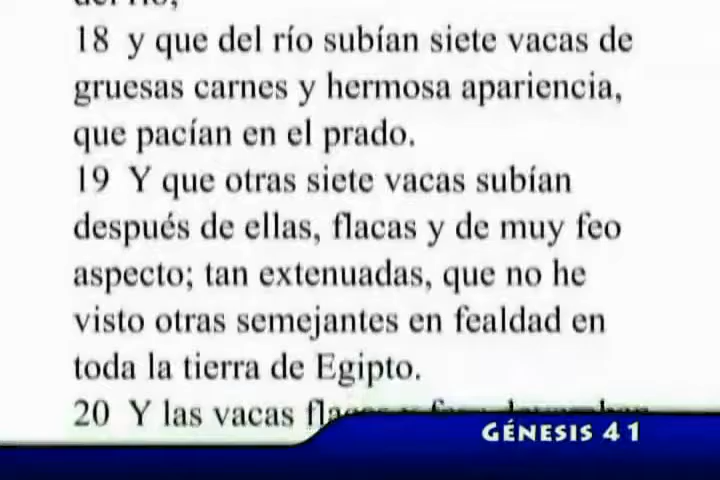 18 y que del río subían siete vacas de
gruesas carnes y hermosa apariencia,
que pacían en el prado.
19 Y que otras siete vacas subían
después de ellas, flacas y de muy feo
aspecto; tan extenuadas, que no he
visto otras semejantes en fealdad en
toda la tierra de Egipto.
20 Y las vacas
GÉNESIS 41